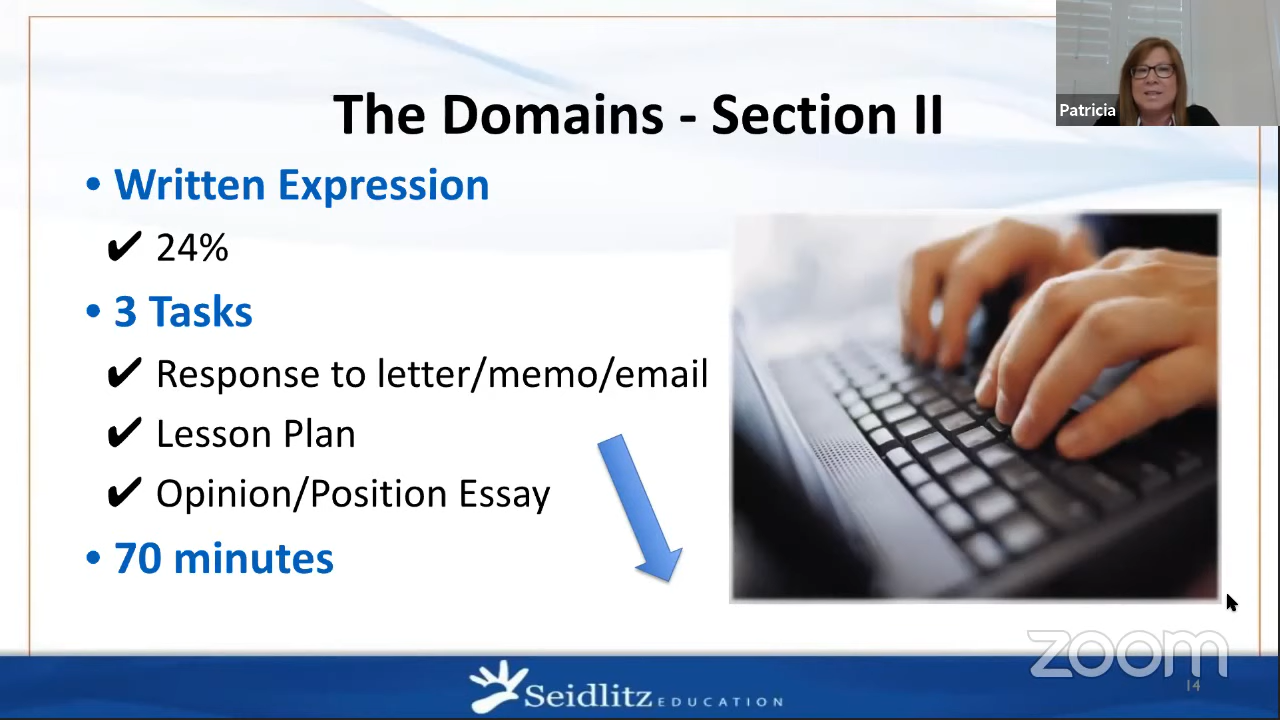 Patricia
The Domains - Section II
• Written Expression
✔ 24%
• 3 Tasks
✔ Response to letter/memo/email
✔ Lesson Plan
✔ Opinion/Position Essay
• 70 minutes
zoom
14
Seidlitz EDUCATION